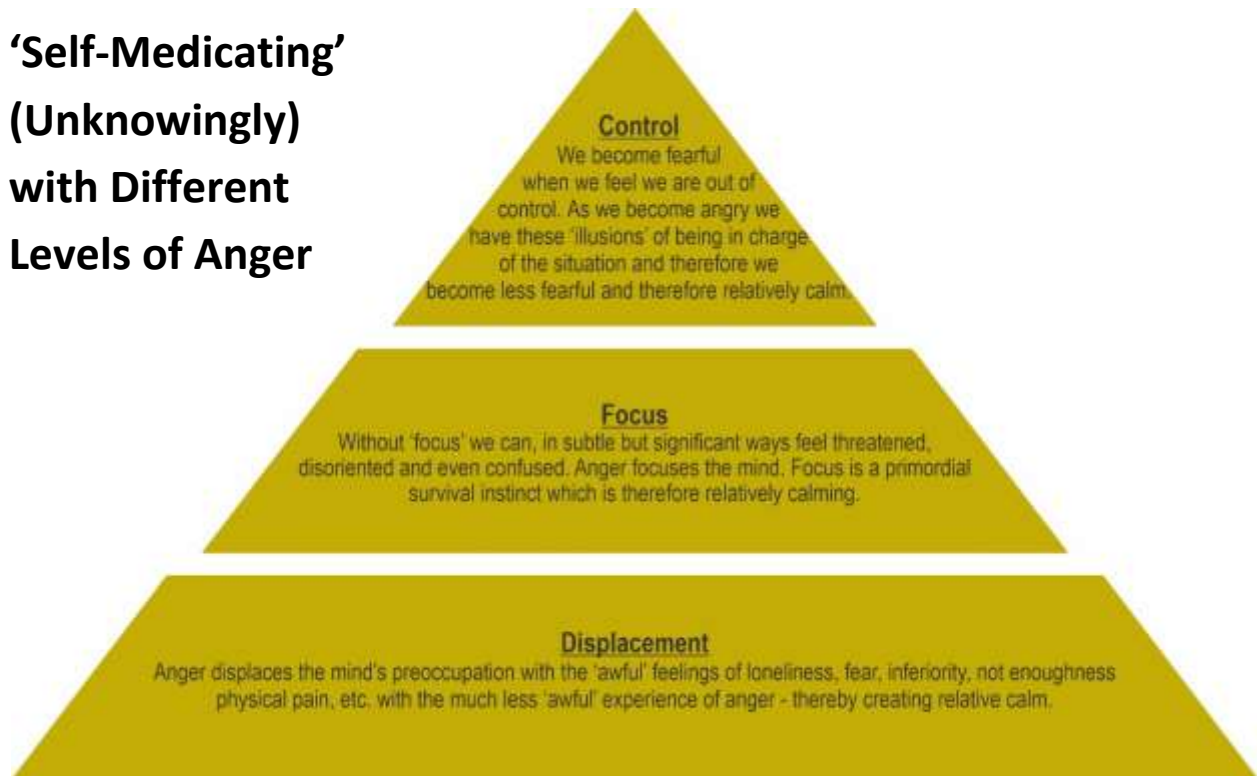 ‘Self-Medicating’
(Unknowingly)
with Different
Levels of Anger
Control
We become fearful
when we feel we are out of
control. As we become angry we
have these ‘illusions’ of being in charge
of the situation and therefore we
become less fearful and therefore relatively calm.
Focus
Without ‘focus’ we can, in subtle but significant ways feel threatened,
disoriented and even confused. Anger focuses the mind. Focus is a primordial
survival instinct which is therefore relatively calming.
Displacement
Anger displaces the mind’s preoccupation with the ‘awful’ feelings of loneliness, fear, inferiority, not enoughness
physical pain, etc. with the much less ‘awful’ experience of anger - thereby creating relative calm.